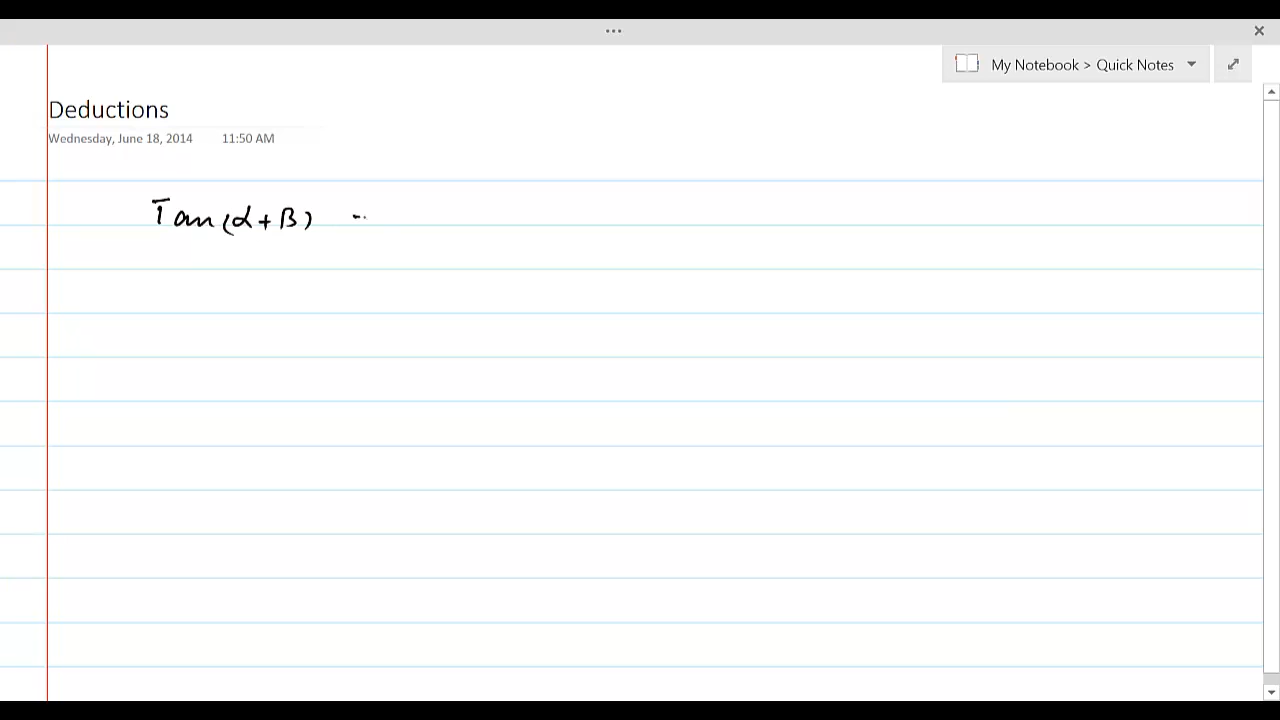 My Notebook > Quick Notes
Deductions
Wednesday, June 18, 2014 11:50 AM
Tan(α+β)